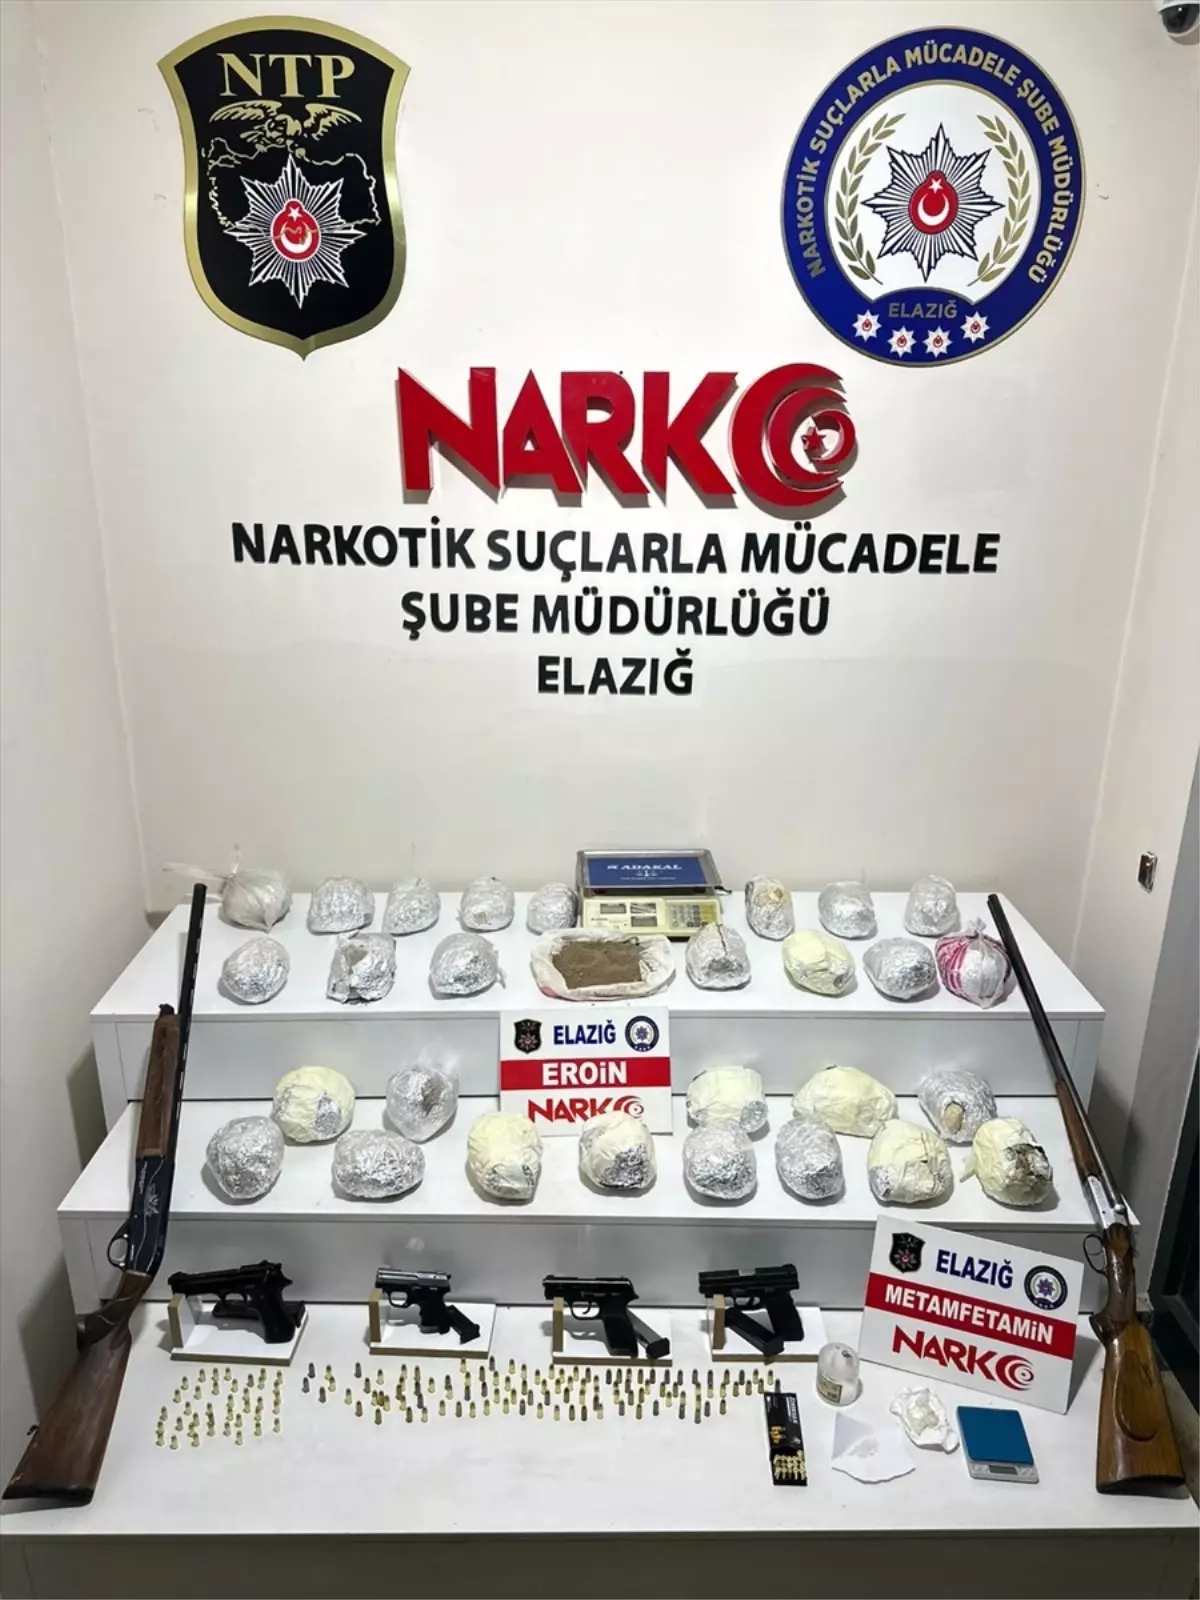 NTP
NARKOTİK SUÇLARLA MÜCADELE ŞUBE MÜDÜRLÜĞÜ
ELAZIĞ
NARKO
NARKOTİK SUÇLARLA MÜCADELE
ŞUBE MÜDÜRLÜĞÜ
ELAZIĞ
ADAKAL
ELAZIĞ
EROİN
NARKO
ELAZIĞ
METAMFETAMİN
NARKO